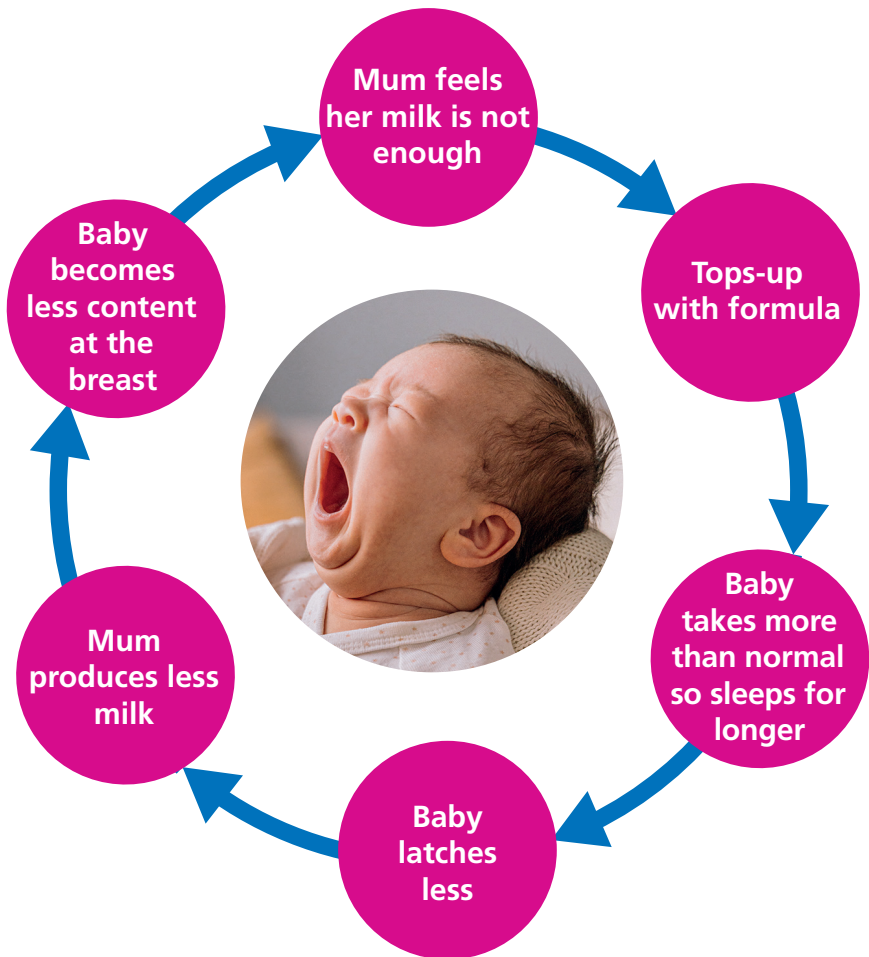 Mum feels
her milk is not
enough
Tops-up
with formula
Baby
takes more
than normal
so sleeps for
longer
Baby
latches
less
Mum
produces less
milk
Baby
becomes
less content
at the
breast